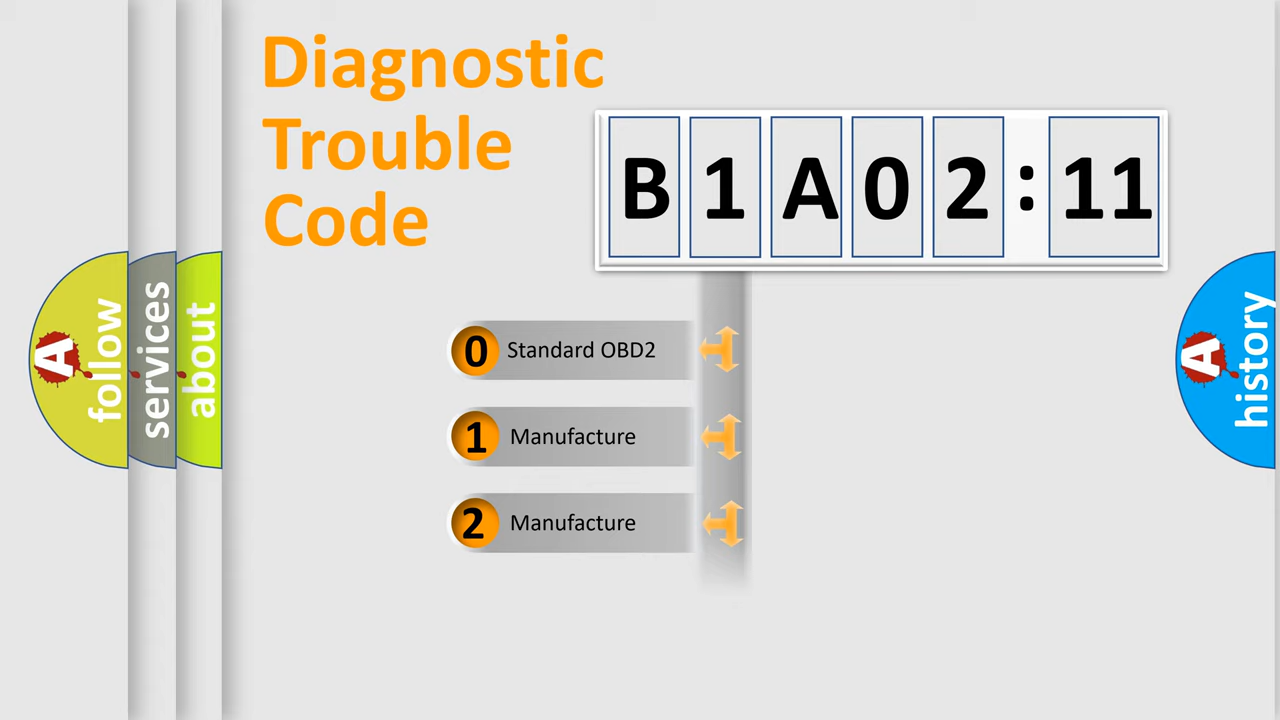 Diagnostic
Trouble
Code
B 1 A 0 2 : 11
0 Standard OBD2
1 Manufacture
2 Manufacture
A follow
services
about
A history